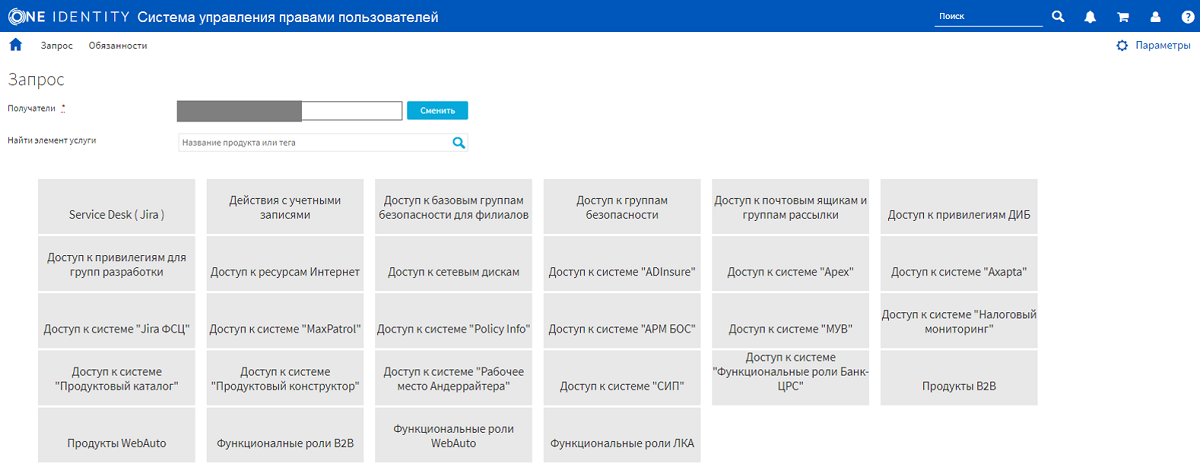 ONE IDENTITY Система управления правами пользователей
Поиск
Запрос
Обязанности
Параметры
Запрос
Получатели *
Сменить
Найти элемент услуги
Название продукта или тега
Service Desk ( Jira )
Действия с учетными
записями
Доступ к базовым группам
безопасности для филиалов
Доступ к группам
безопасности
Доступ к почтовым ящикам и
группам рассылки
Доступ к привилегиям ДИБ
Доступ к привилегиям для
групп разработки
Доступ к ресурсам Интернет
Доступ к сетевым дискам
Доступ к системе "ADInsure"
Доступ к системе "Apex"
Доступ к системе "Axapta"
Доступ к системе "Jira ФСЦ"
Доступ к системе "MaxPatrol"
Доступ к системе "Policy Info"
Доступ к системе "АРМ БОС"
Доступ к системе "МУВ"
Доступ к системе "Налоговый
мониторинг"
Доступ к системе
"Продуктовый каталог"
Доступ к системе
"Продуктовый конструктор"
Доступ к системе "Рабочее
место Андеррайтера"
Доступ к системе "СИП"
Доступ к системе
"Функциональные роли Банк-
ЦРС"
Продукты B2B
Продукты WebAuto
Функционалные роли B2B
Функциональные роли
WebAuto
Функциональные роли ЛКА